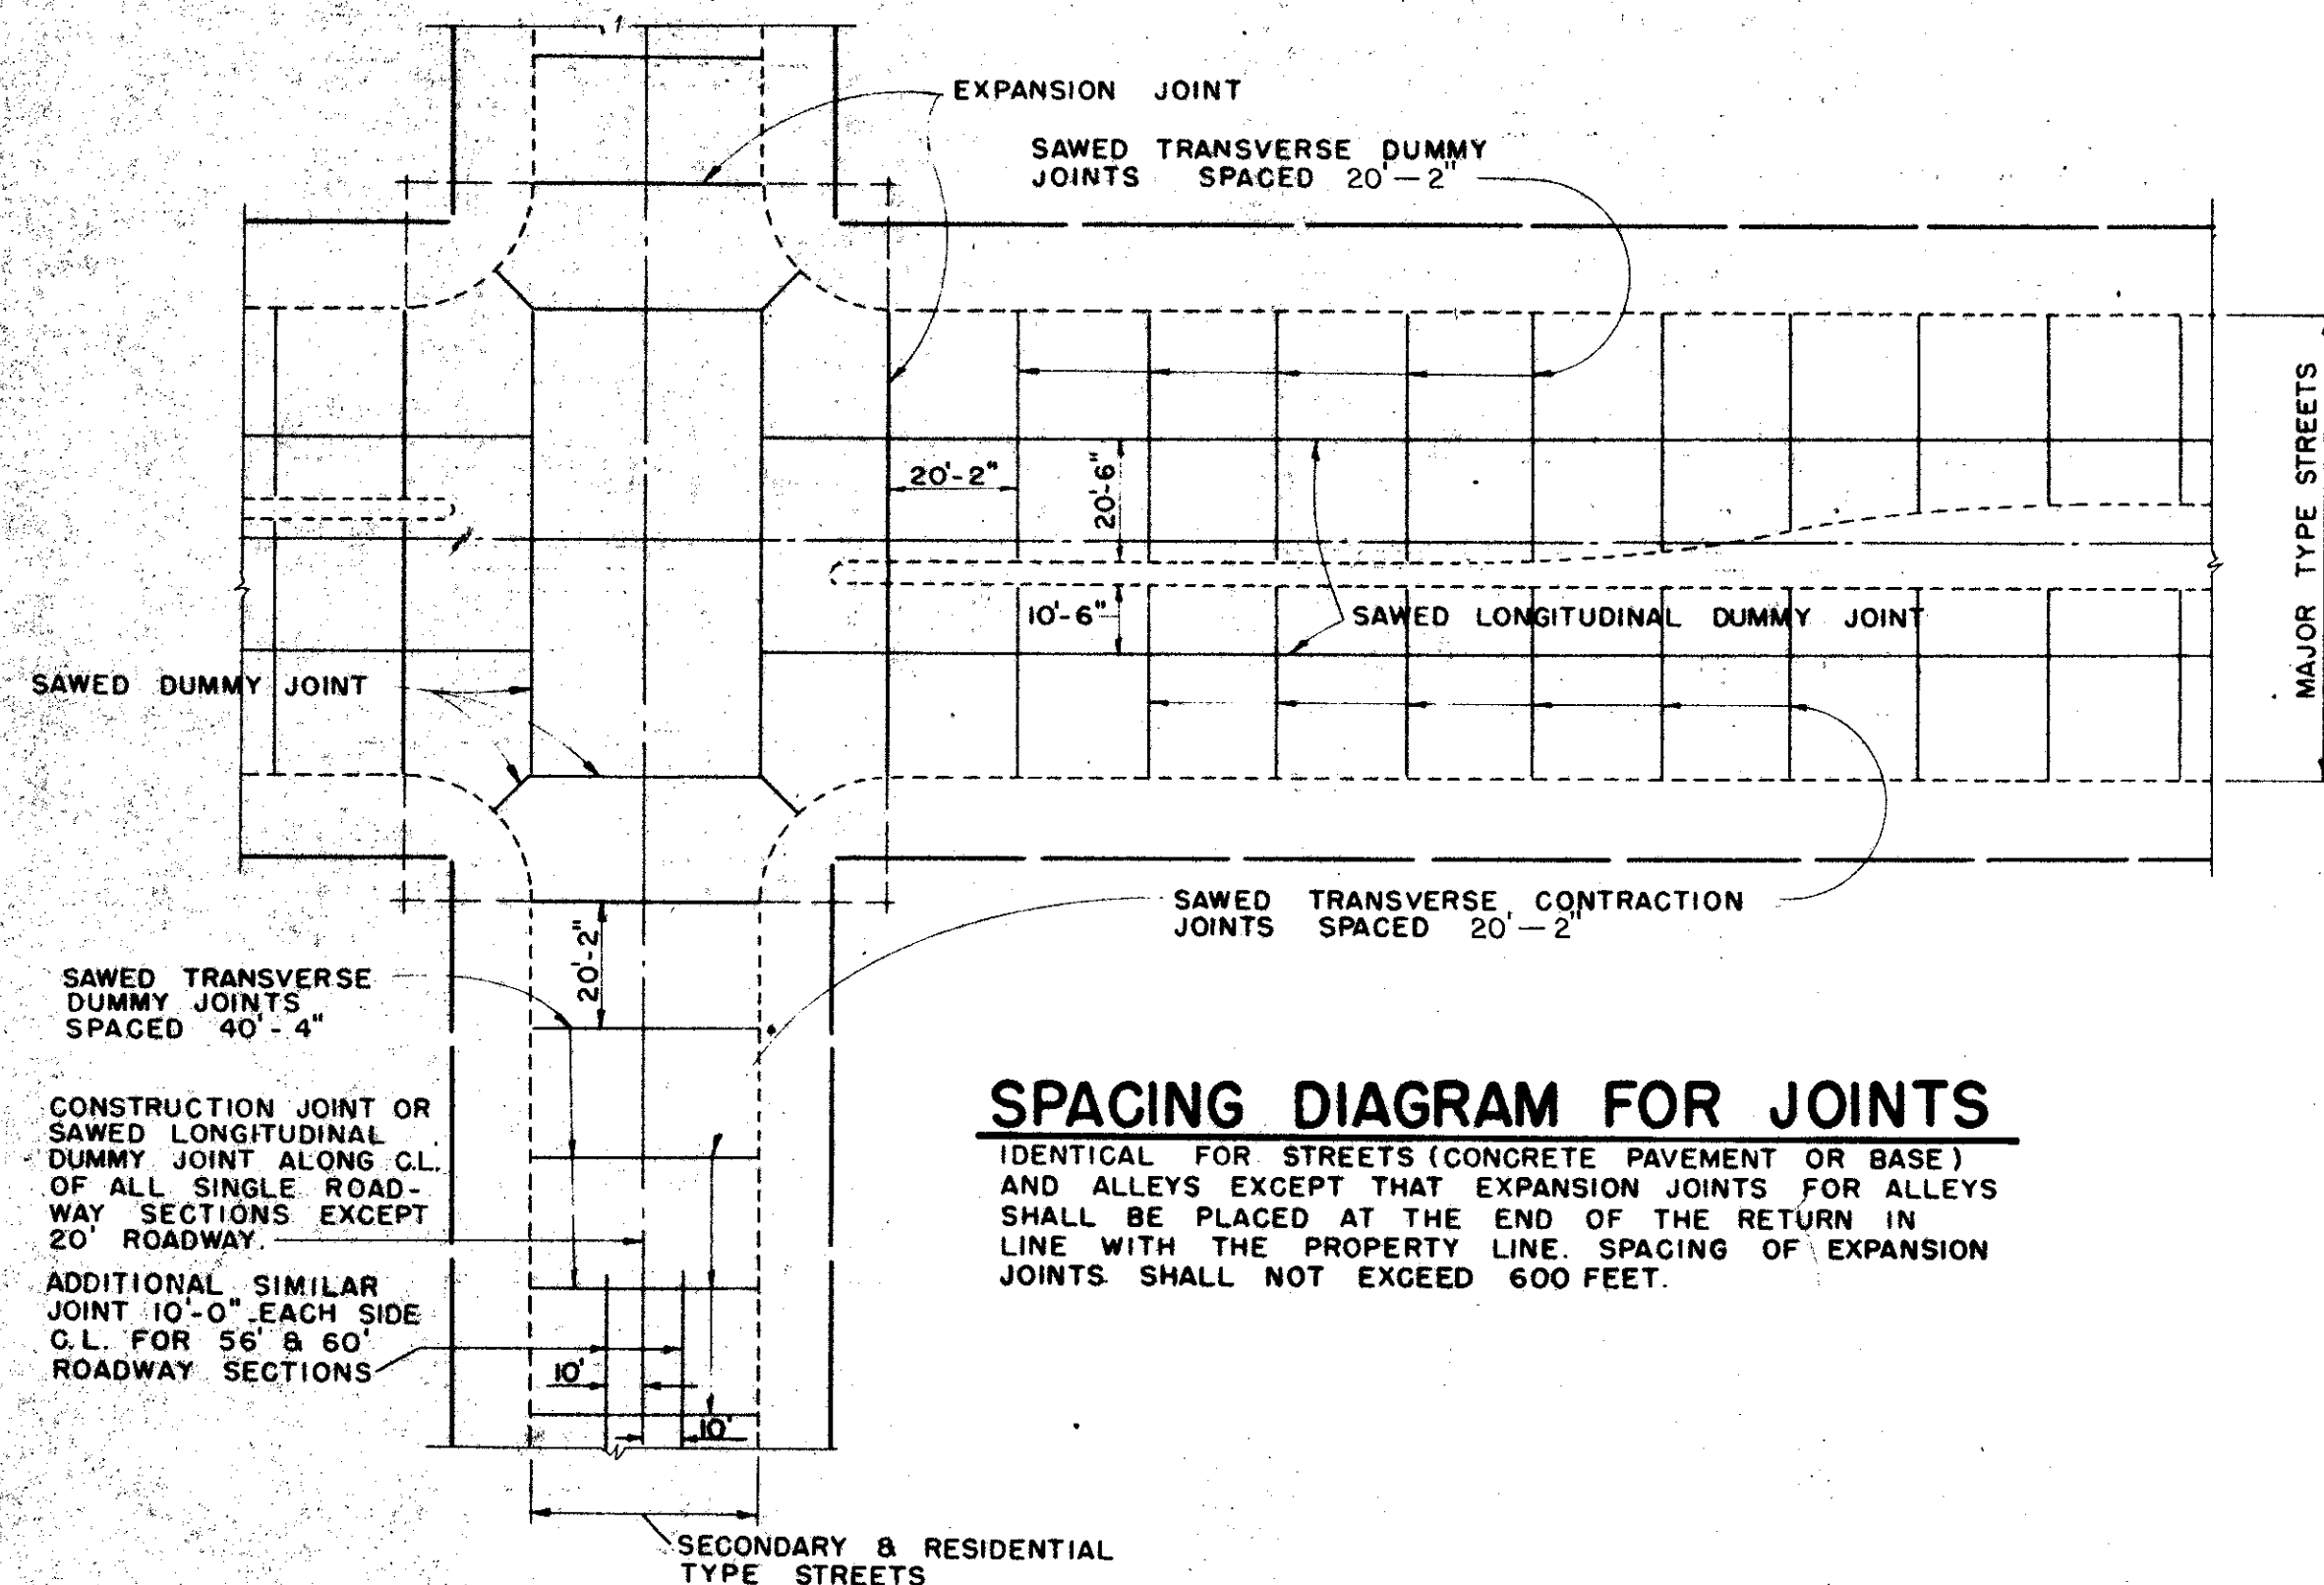 EXPANSION JOINT
SAWED TRANSVERSE DUMMY
JOINTS SPACED 20'-2"
MAJOR TYPE STREETS
20'-2"
20'-6"
10'-6"
SAWED LONGITUDINAL DUMMY JOINT
SAWED DUMMY JOINT
SAWED TRANSVERSE CONTRACTION
JOINTS SPACED 20'-2"
20'-2"
SAWED TRANSVERSE
DUMMY JOINTS
SPACED 40'-4"
CONSTRUCTION JOINT OR
SAWED LONGITUDINAL
DUMMY JOINT ALONG C.L.
OF ALL SINGLE ROAD-
WAY SECTIONS EXCEPT
20' ROADWAY.
ADDITIONAL SIMILAR
JOINT 10'-0" EACH SIDE
C.L. FOR 56' & 60'
ROADWAY SECTIONS
10'
10'
SPACING DIAGRAM FOR JOINTS
IDENTICAL FOR STREETS (CONCRETE PAVEMENT OR BASE)
AND ALLEYS EXCEPT THAT EXPANSION JOINTS FOR ALLEYS
SHALL BE PLACED AT THE END OF THE RETURN IN
LINE WITH THE PROPERTY LINE. SPACING OF EXPANSION
JOINTS SHALL NOT EXCEED 600 FEET.
SECONDARY & RESIDENTIAL
TYPE STREETS